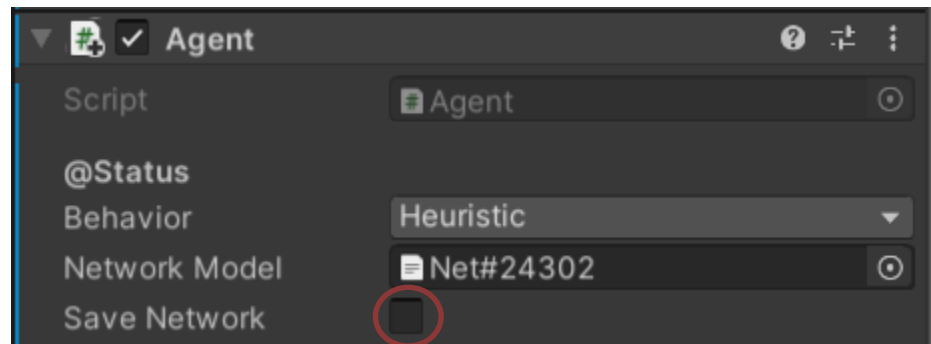 Agent
Script Agent
@Status
Behavior Heuristic
Network Model Net#24302
Save Network